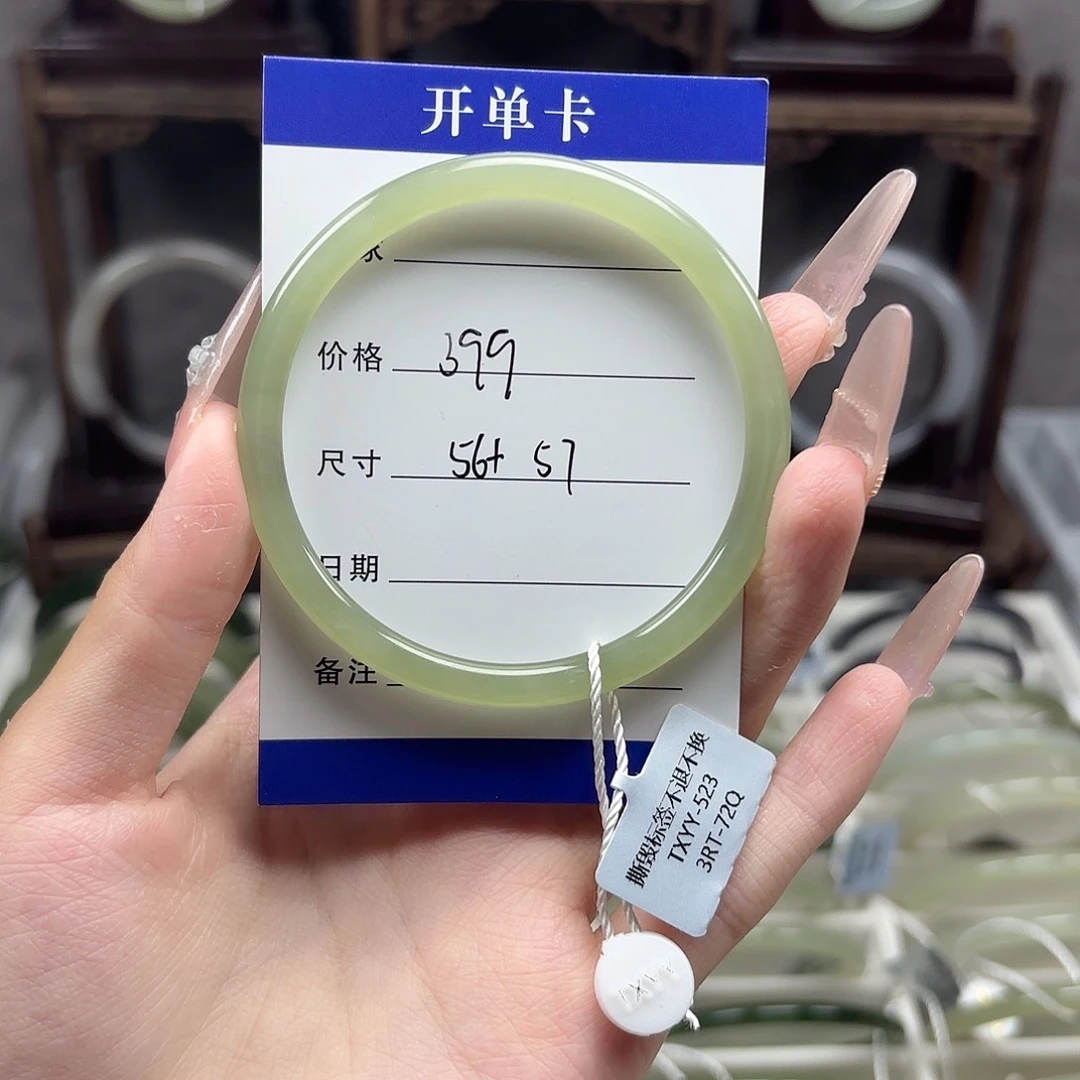 开单卡
价格 399
尺寸 56+ 57
日期
备注
撕毁标签不退不换
TXYY-523
3RT-72Q